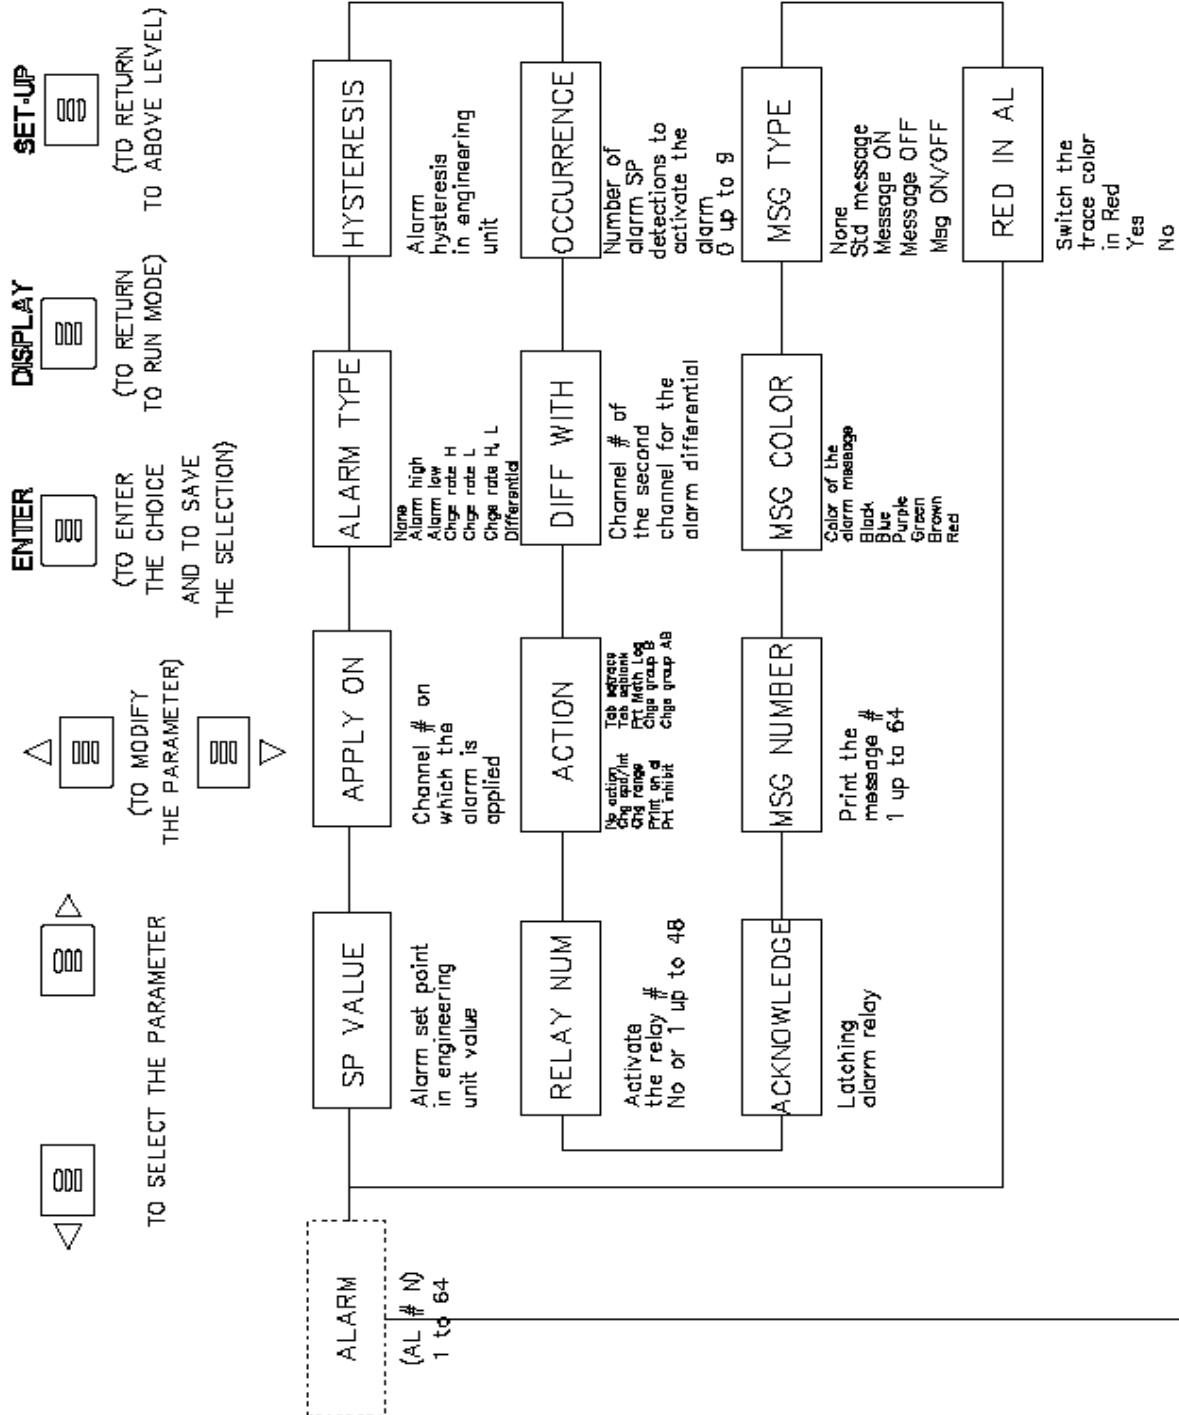 TO SELECT THE PARAMETER
(TO MODIFY
THE PARAMETER)
ENTER
(TO ENTER
THE CHOICE
AND TO SAVE
THE SELECTION)
DISPLAY
(TO RETURN
TO RUN MODE)
SET-UP
(TO RETURN
TO ABOVE LEVEL)
ALARM
(AL # N)
1 to 64
SP VALUE
Alarm set point
in engineering
unit value
APPLY ON
Channel # on
which the
alarm is
applied
ALARM TYPE
None
Alarm high
Alarm low
Chge rate H
Chge rate L
Chge rate H, L
Differential
HYSTERESIS
Alarm
hysteresis
in engineering
unit
RELAY NUM
Activate
the relay #
No or 1 up to 48
ACTION
No action
Chg spd/Int
Chg range
Print on al
Prt inhibit
Tab eqtrace
Tab eqblank
Prt Math Log
Chge group B
Chge group AB
DIFF WITH
Channel # of
the second
channel for the
alarm differential
OCCURRENCE
Number of
alarm SP
detections to
activate the
alarm
0 up to 9
ACKNOWLEDGE
Latching
alarm relay
MSG NUMBER
Print the
message #
1 up to 64
MSG COLOR
Color of the
alarm message
Black
Blue
Purple
Green
Brown
Red
MSG TYPE
None
Std message
Message ON
Message OFF
Msg ON/OFF
RED IN AL
Switch the
trace color
in Red
Yes
No